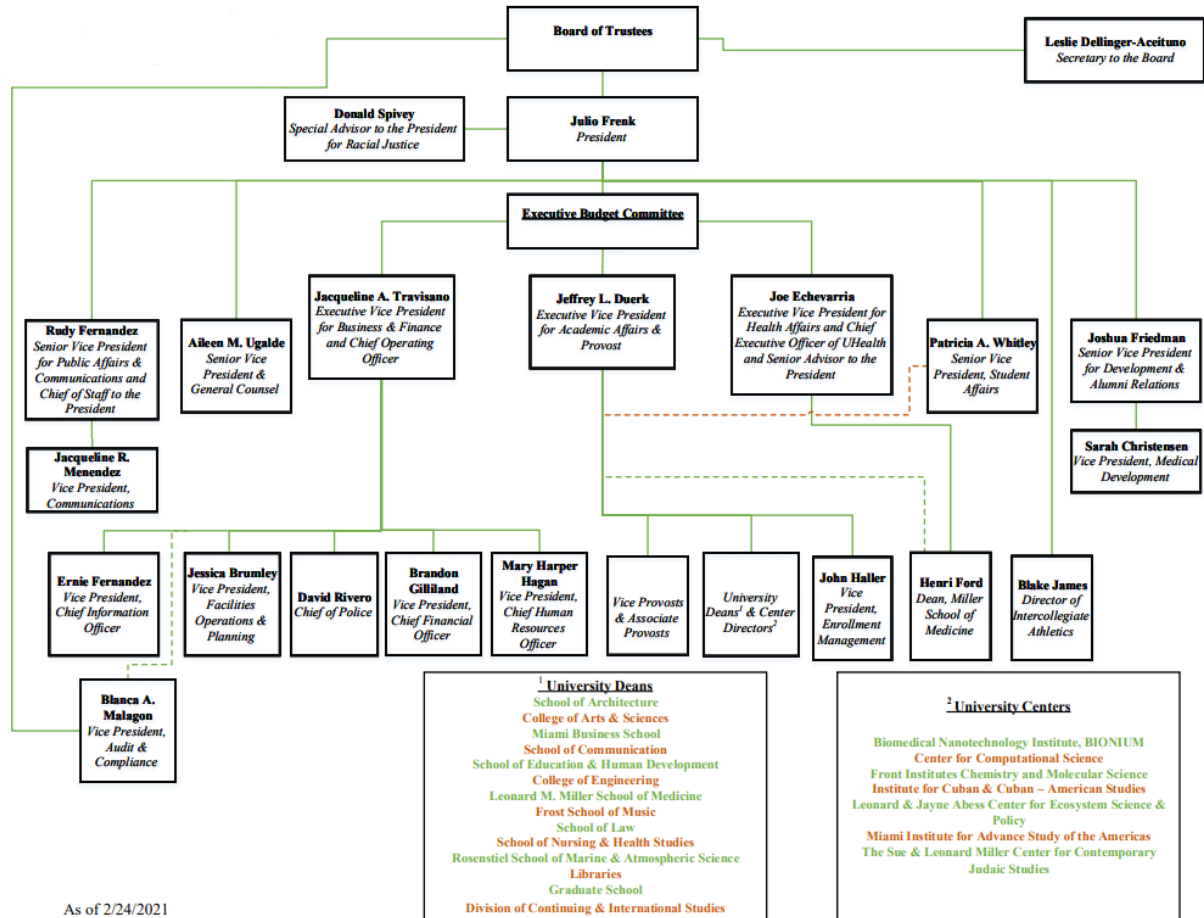 Board of Trustees
Leslie Dellinger-Aceituno
Secretary to the Board
Donald Spivey
Special Advisor to the President
for Racial Justice
Julio Frenk
President
Executive Budget Committee
Rudy Fernandez
Senior Vice President
for Public Affairs &
Communications and
Chief of Staff to the
President
Aileen M. Ugalde
Senior Vice
President &
General Counsel
Jacqueline A. Travisano
Executive Vice President
for Business & Finance
and Chief Operating
Officer
Jeffrey L. Duerk
Executive Vice President
for Academic Affairs &
Provost
Joe Echevarria
Executive Vice President for
Health Affairs and Chief
Executive Officer of UHealth
and Senior Advisor to the
President
Patricia A. Whitley
Senior Vice
President, Student
Affairs
Joshua Friedman
Senior Vice President
for Development &
Alumni Relations
Jacqueline R.
Menendez
Vice President,
Communications
Sarah Christensen
Vice President, Medical
Development
Ernie Fernandez
Vice President,
Chief Information
Officer
Jessica Brumley
Vice President,
Facilities
Operations &
Planning
David Rivero
Chief of Police
Brandon
Gilliland
Vice President,
Chief Financial
Officer
Mary Harper
Hagan
Vice President,
Chief Human
Resources
Officer
Vice Provosts
& Associate
Provosts
University
Deans¹ & Center
Directors²
John Haller
Vice
President,
Enrollment
Management
Henri Ford
Dean, Miller
School of
Medicine
Blake James
Director of
Intercollegiate
Athletics
Blanca A.
Malagon
Vice President,
Audit &
Compliance
¹ University Deans
School of Architecture
College of Arts & Sciences
Miami Business School
School of Communication
School of Education & Human Development
College of Engineering
Leonard M. Miller School of Medicine
Frost School of Music
School of Law
School of Nursing & Health Studies
Rosenstiel School of Marine & Atmospheric Science
Libraries
Graduate School
Division of Continuing & International Studies
² University Centers
Biomedical Nanotechnology Institute, BIONIUM
Center for Computational Science
Front Institutes Chemistry and Molecular Science
Institute for Cuban & Cuban – American Studies
Leonard & Jayne Abess Center for Ecosystem Science &
Policy
Miami Institute for Advance Study of the Americas
The Sue & Leonard Miller Center for Contemporary
Judaic Studies
As of 2/24/2021